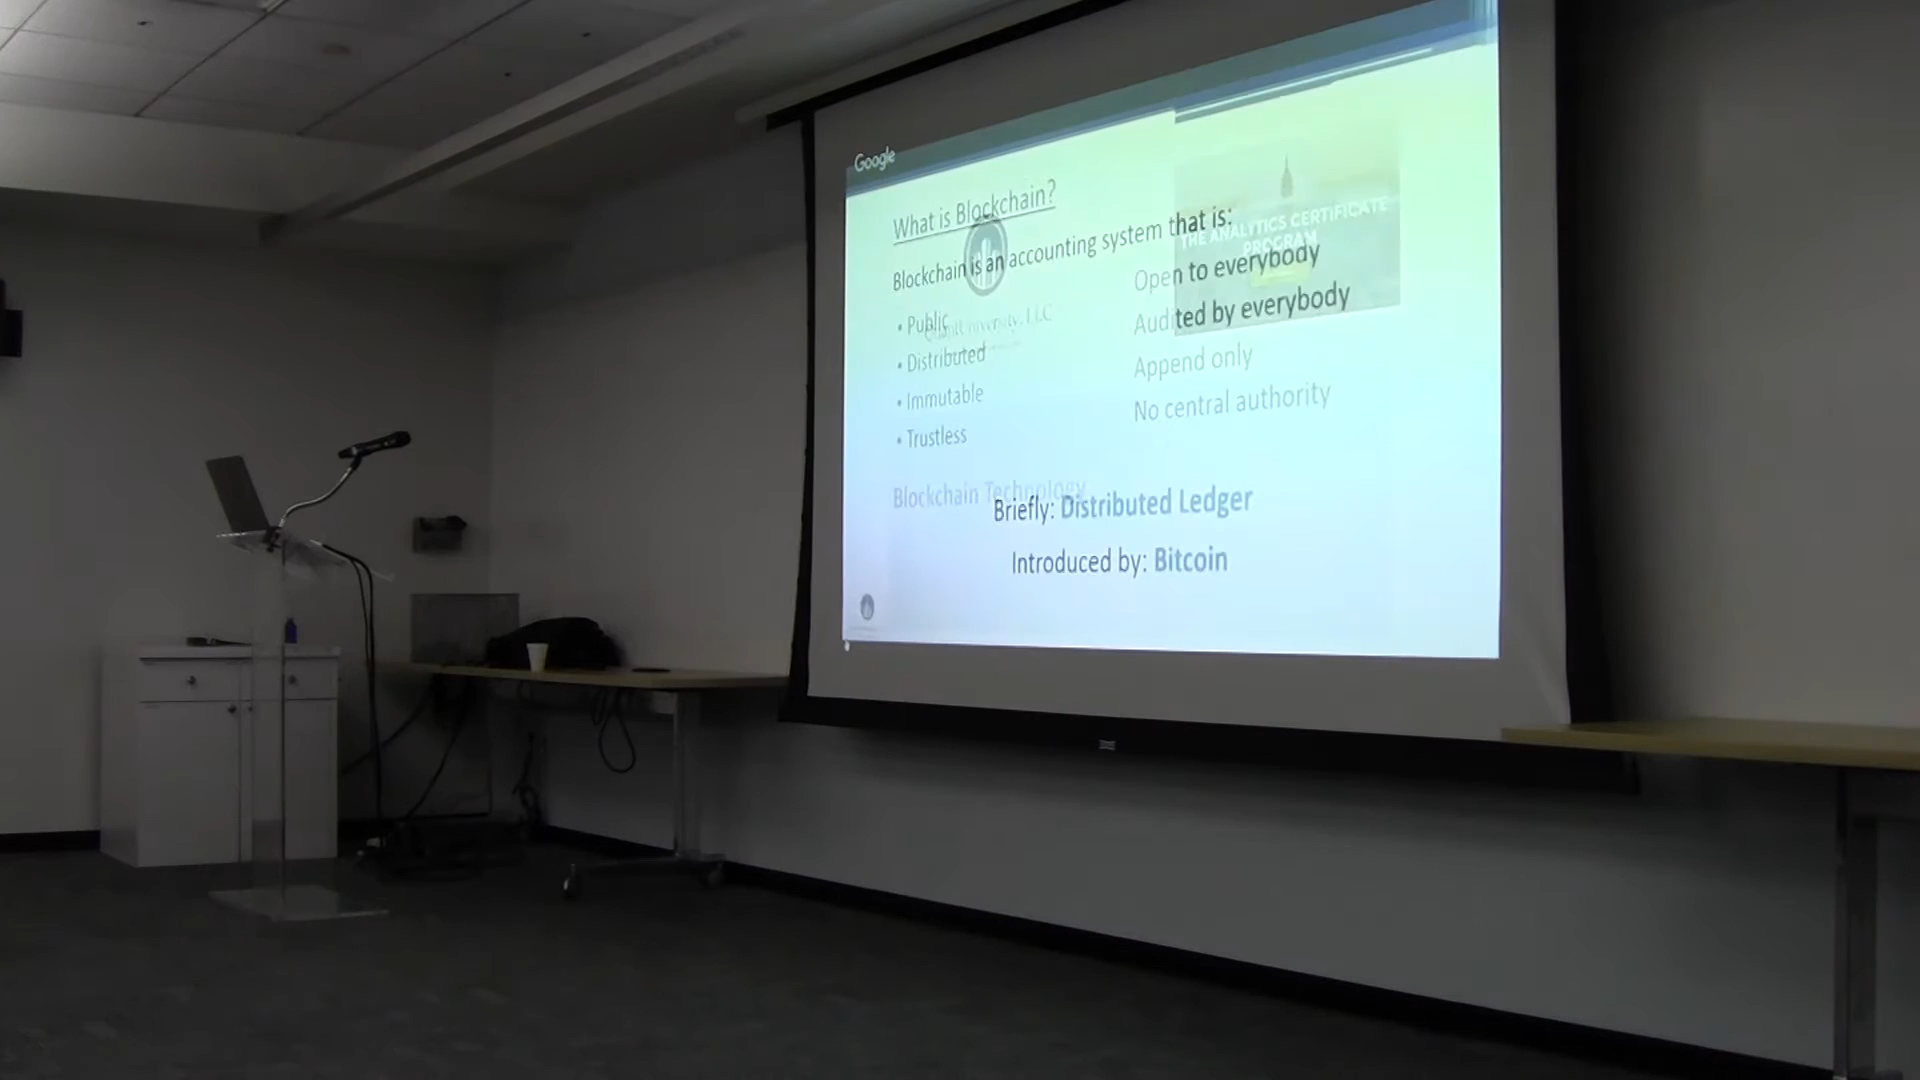 Google
What is Blockchain?
Blockchain is an accounting system that is:
THE ANALYTICS CERTIFICATE
PROGRAM
• Public
Open to everybody
• Distributed
Audited by everybody
• Immutable
Append only
• Trustless
No central authority
LLC
Blockchain Technology
Briefly: Distributed Ledger
Introduced by: Bitcoin